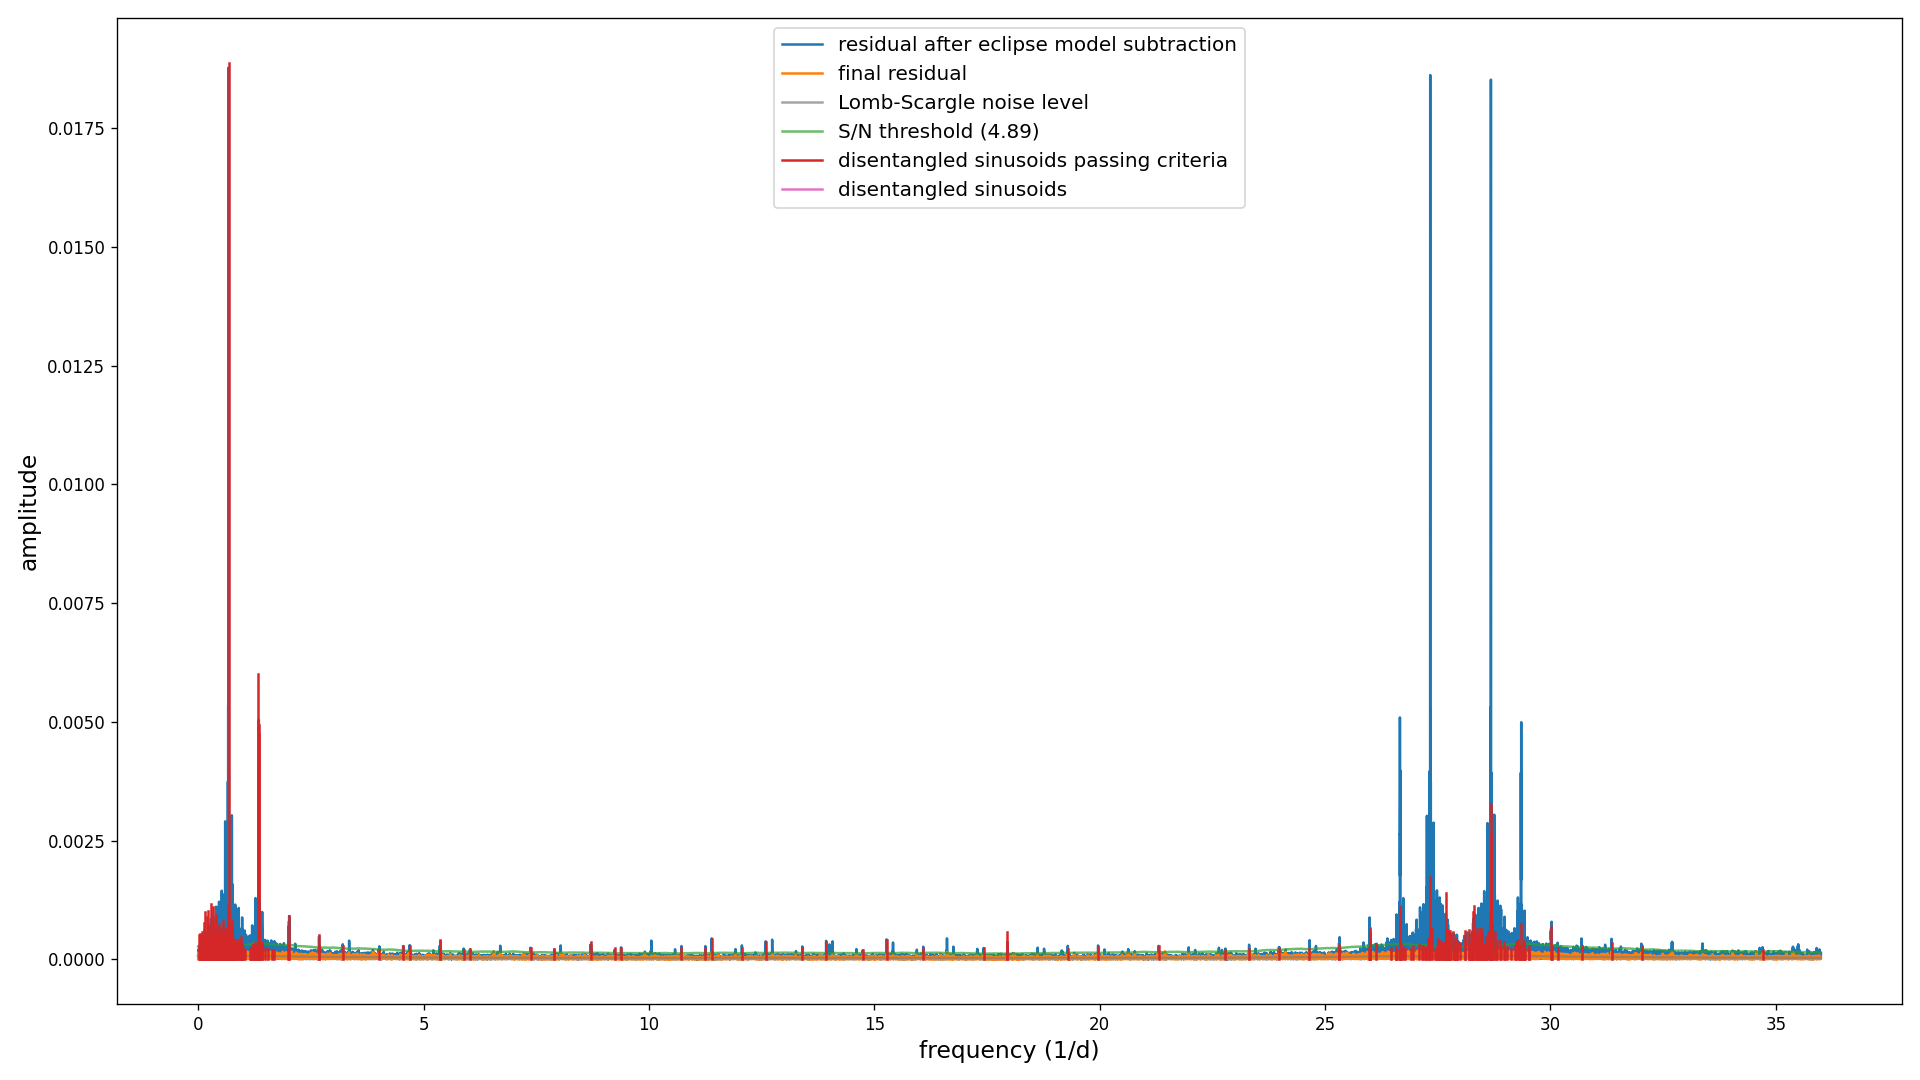 residual after eclipse model subtraction
final residual
Lomb-Scargle noise level
S/N threshold (4.89)
disentangled sinusoids passing criteria
disentangled sinusoids
amplitude
0.0175
0.0150
0.0125
0.0100
0.0075
0.0050
0.0025
0.0000
0 5 10 15 20 25 30 35
frequency (1/d)